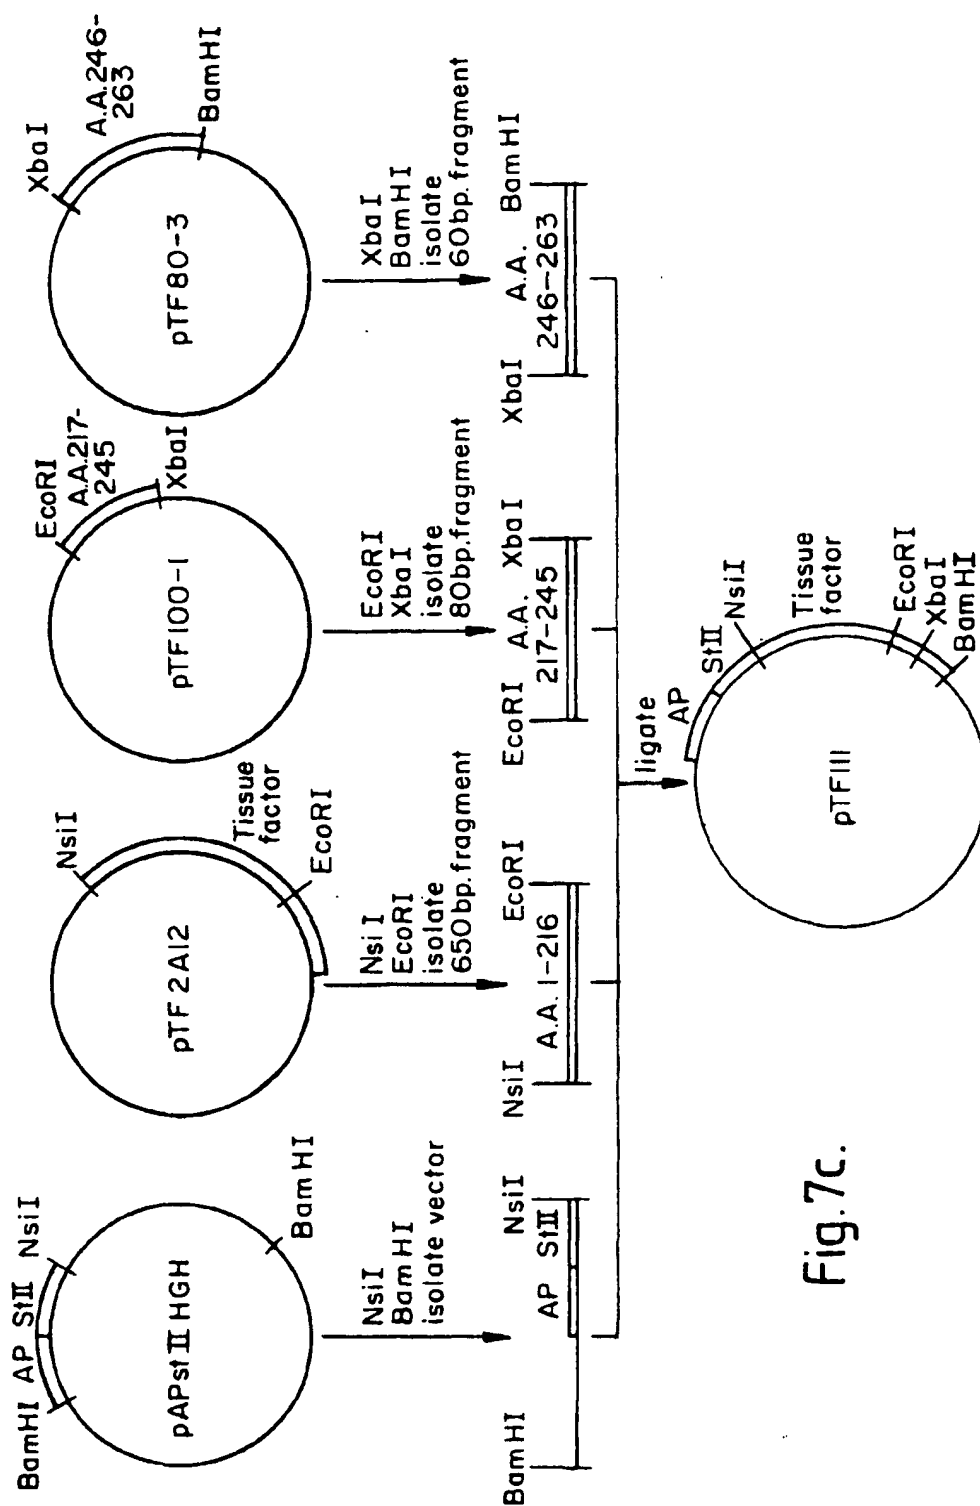 BamHI AP StII NsiI
pAPstII HGH
BamHI
NsiI
BamHI
isolate vector
BamHI
AP StII
NsiI
NsiI
pTF2A12
Tissue
factor
EcoRI
NsiI
EcoRI
isolate
650bp.fragment
NsiI
A.A. 1-216
EcoRI
EcoRI
A.A.217-
245
XbaI
pTF100-1
EcoRI
XbaI
isolate
80bp.fragment
EcoRI
A.A.
217-245
XbaI
XbaI
A.A.246-
263
BamHI
pTF80-3
XbaI
BamHI
isolate
60bp.fragment
XbaI
A.A.
246-263
BamHI
ligate
AP
StII
NsiI
Tissue
factor
EcoRI
XbaI
BamHI
pTF111
Fig.7c.